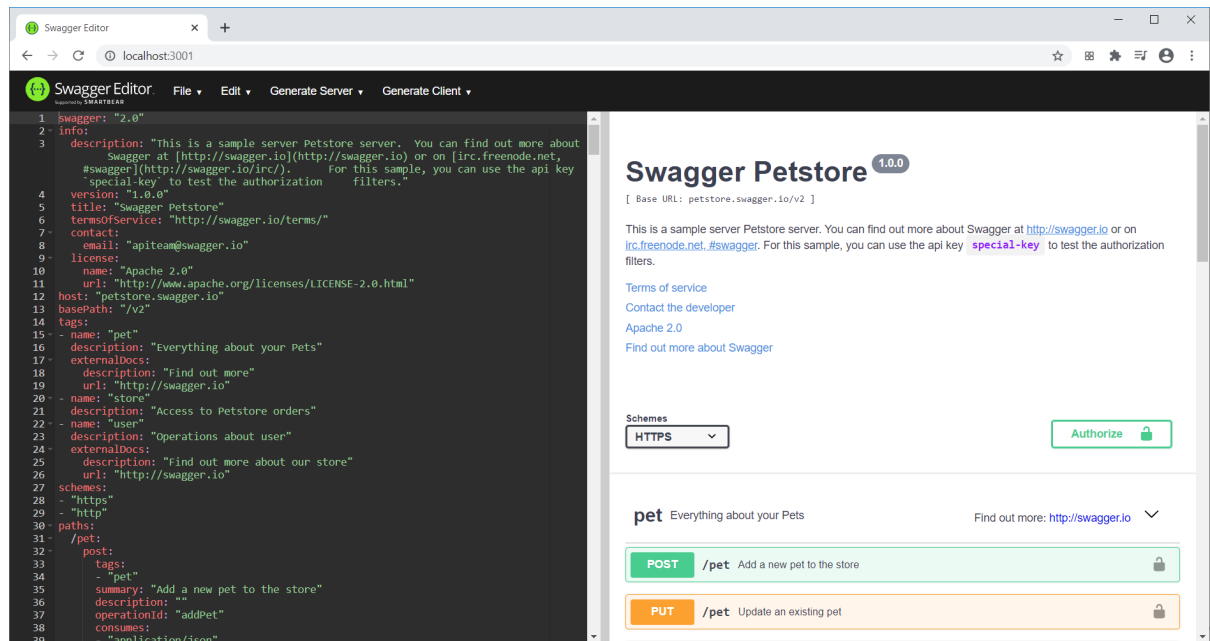 Swagger Editor
localhost:3001
Swagger Editor
Supported by SMARTBEAR
File Edit Generate Server Generate Client
1 swagger: "2.0"
2 info:
3 description: "This is a sample server Petstore server.  You can find out more about
Swagger at [http://swagger.io](http://swagger.io) or on [irc.freenode.net,
#swagger](http://swagger.io/irc/).      For this sample, you can use the api key
`special-key` to test the authorization     filters."
4 version: "1.0.0"
5 title: "Swagger Petstore"
6 termsOfService: "http://swagger.io/terms/"
7 contact:
8 email: "apiteam@swagger.io"
9 license:
10 name: "Apache 2.0"
11 url: "http://www.apache.org/licenses/LICENSE-2.0.html"
12 host: "petstore.swagger.io"
13 basePath: "/v2"
14 tags:
15 - name: "pet"
16 description: "Everything about your Pets"
17 externalDocs:
18 description: "Find out more"
19 url: "http://swagger.io"
20 - name: "store"
21 description: "Access to Petstore orders"
22 - name: "user"
23 description: "Operations about user"
24 externalDocs:
25 description: "Find out more about our store"
26 url: "http://swagger.io"
27 schemes:
28 - "https"
29 - "http"
30 paths:
31 /pet:
32 post:
33 tags:
34 - "pet"
35 summary: "Add a new pet to the store"
36 description: ""
37 operationId: "addPet"
38 consumes:
39 - "application/json"
Swagger Petstore 1.0.0
[ Base URL: petstore.swagger.io/v2 ]
This is a sample server Petstore server. You can find out more about Swagger at http://swagger.io or on
irc.freenode.net, #swagger. For this sample, you can use the api key special-key to test the authorization
filters.
Terms of service
Contact the developer
Apache 2.0
Find out more about Swagger
Schemes
HTTPS
Authorize
pet Everything about your Pets
Find out more: http://swagger.io
POST /pet Add a new pet to the store
PUT /pet Update an existing pet